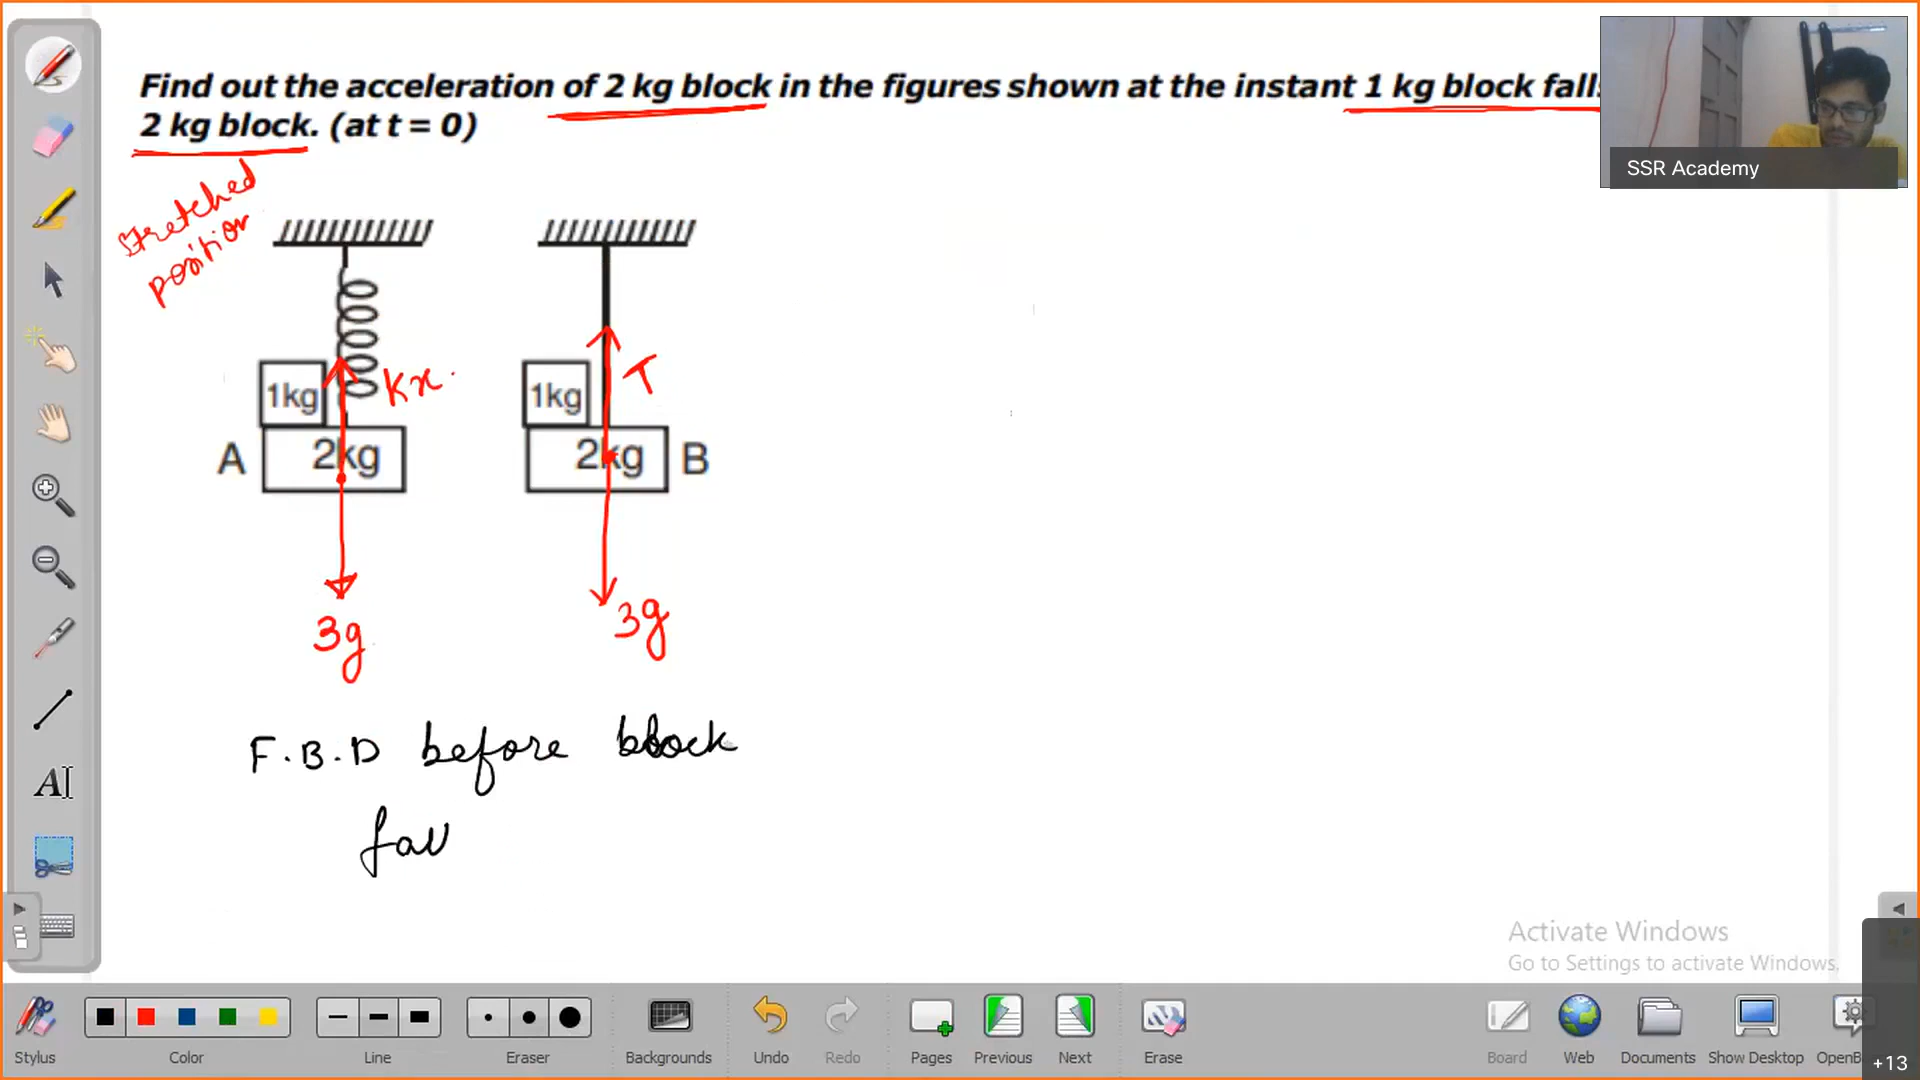 Find out the acceleration of 2 kg block in the figures shown at the instant 1 kg block falls
2 kg block. (at t = 0)
SSR Academy
Stretched
position
1kg
Kx
1kg
T
A
2kg
2kg
B
3g
3g
F.B.D before block
fall
Activate Windows
Go to Settings to activate Windows.
Stylus
Color
Line
Eraser
Backgrounds
Undo
Redo
Pages
Previous
Next
Erase
Board
Web
Documents
Show Desktop
OpenB
+13